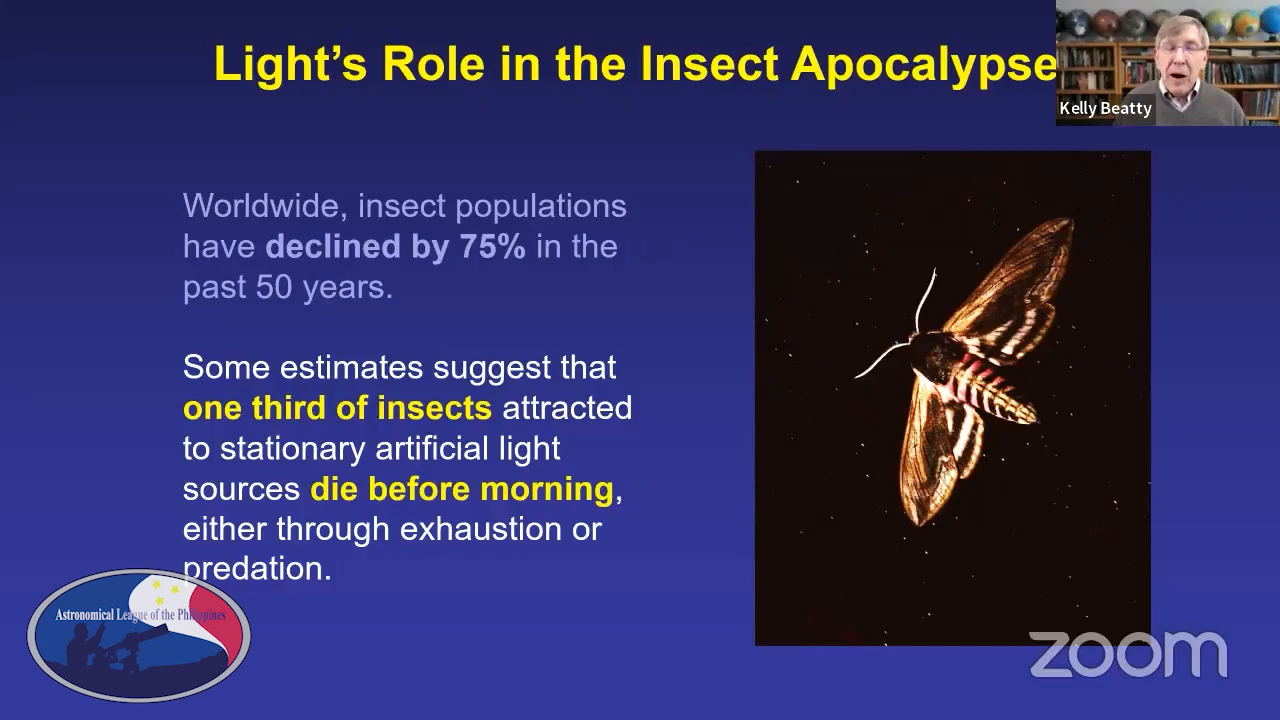 Light's Role in the Insect Apocalypse
Kelly Beatty
Worldwide, insect populations
have declined by 75% in the
past 50 years.
Some estimates suggest that
one third of insects attracted
to stationary artificial light
sources die before morning,
either through exhaustion or
predation.
Astronomical League of the Philippines
zoom